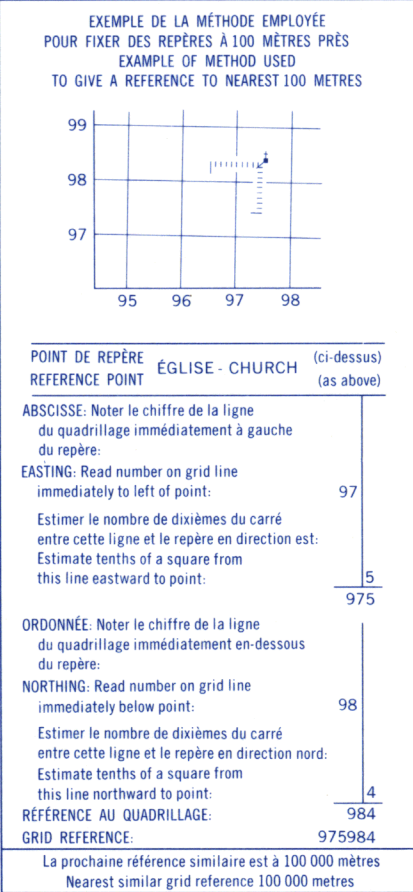 EXEMPLE DE LA MÉTHODE EMPLOYÉE
POUR FIXER DES REPÈRES À 100 MÈTRES PRÈS
EXAMPLE OF METHOD USED
TO GIVE A REFERENCE TO NEAREST 100 METRES
99
98
97
95 96 97 98
POINT DE REPÈRE
REFERENCE POINT
ÉGLISE - CHURCH
(ci-dessus)
(as above)
ABSCISSE: Noter le chiffre de la ligne
du quadrillage immédiatement à gauche
du repère:
EASTING: Read number on grid line
immediately to left of point: 97
Estimer le nombre de dixièmes du carré
entre cette ligne et le repère en direction est:
Estimate tenths of a square from
this line eastward to point: 5
975
ORDONNÉE: Noter le chiffre de la ligne
du quadrillage immédiatement en-dessous
du repère:
NORTHING: Read number on grid line
immediately below point: 98
Estimer le nombre de dixièmes du carré
entre cette ligne et le repère en direction nord:
Estimate tenths of a square from
this line northward to point: 4
RÉFÉRENCE AU QUADRILLAGE: 984
GRID REFERENCE: 975984
La prochaine référence similaire est à 100 000 mètres
Nearest similar grid reference 100 000 metres